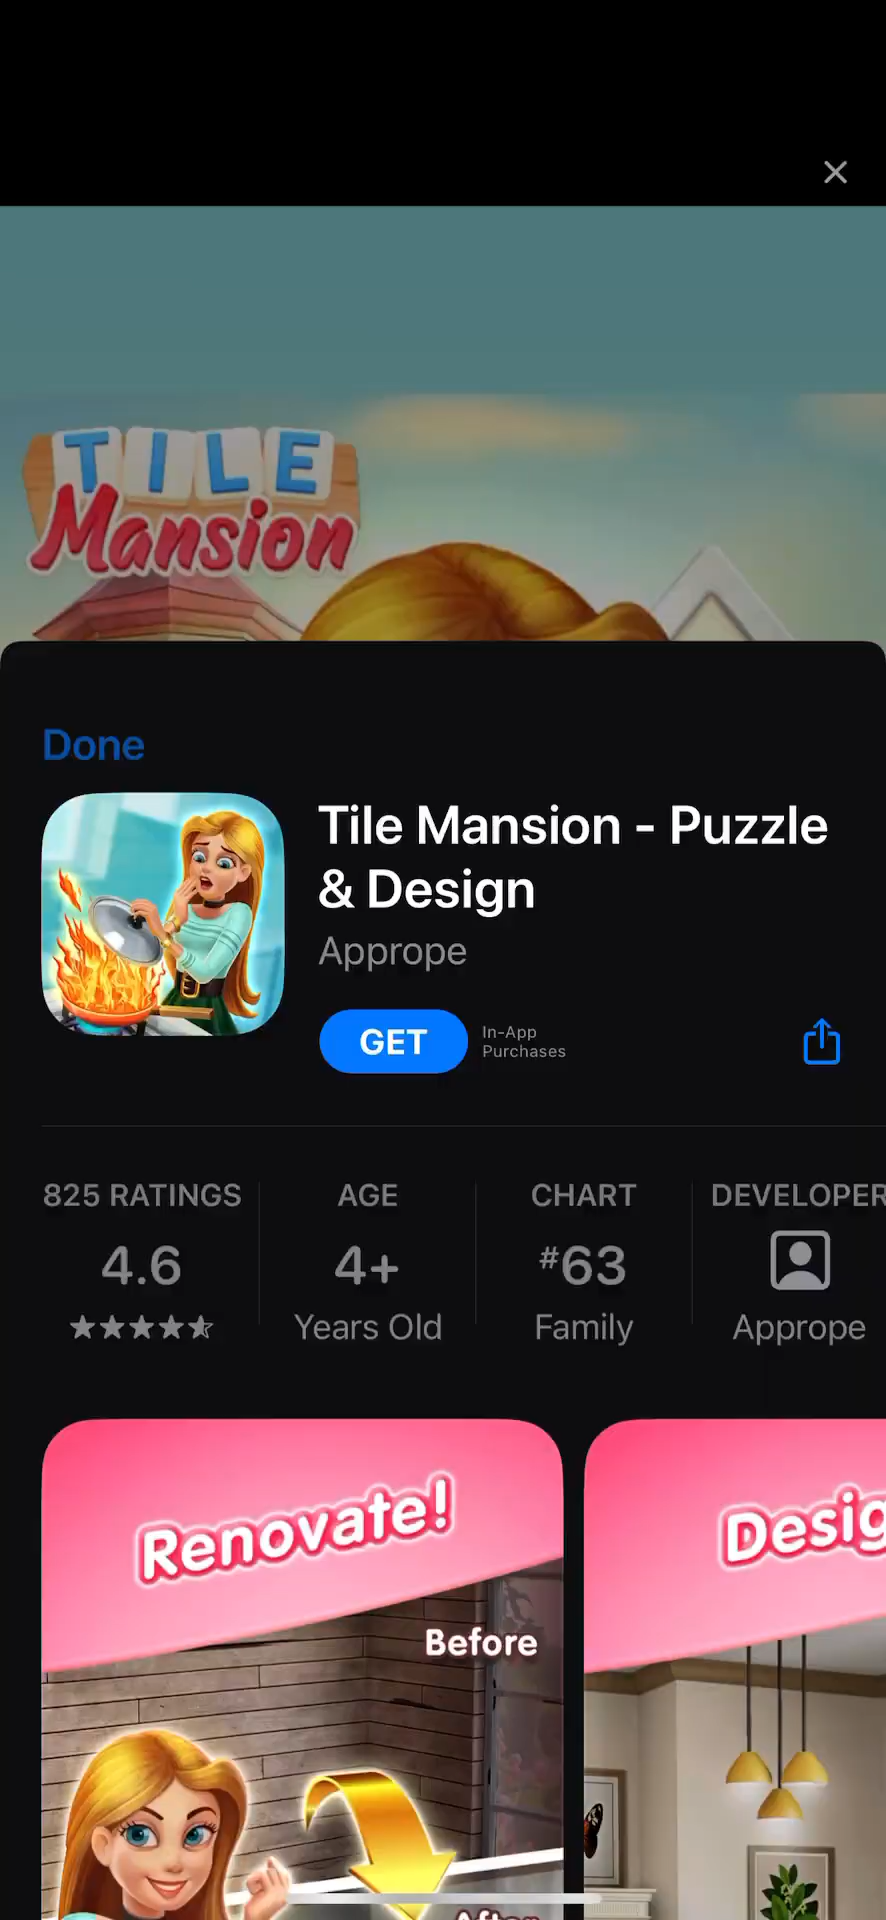 TILE
Mansion
Done
Tile Mansion - Puzzle
& Design
Apprope
GET
In-App
Purchases
825 RATINGS
4.6
AGE
4+
Years Old
CHART
#63
Family
DEVELOPER
Apprope
Renovate!
Before
After
Desig